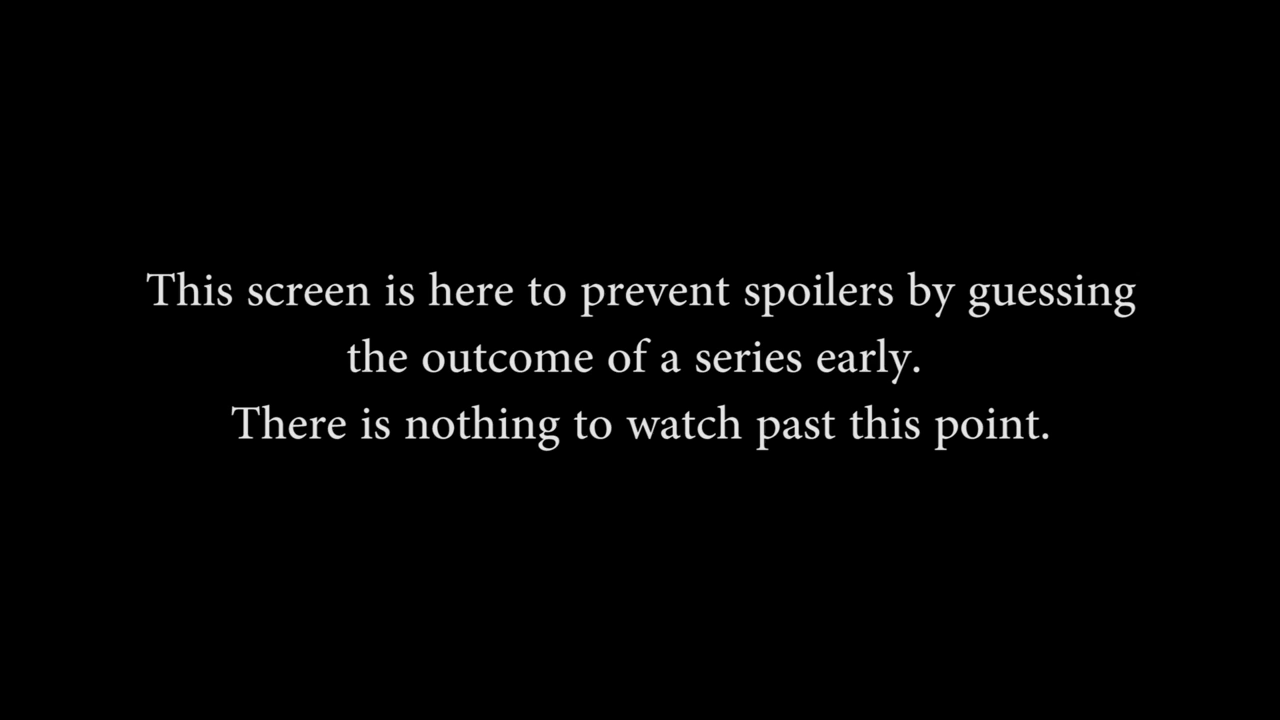 This screen is here to prevent spoilers by guessing
the outcome of a series early.
There is nothing to watch past this point.